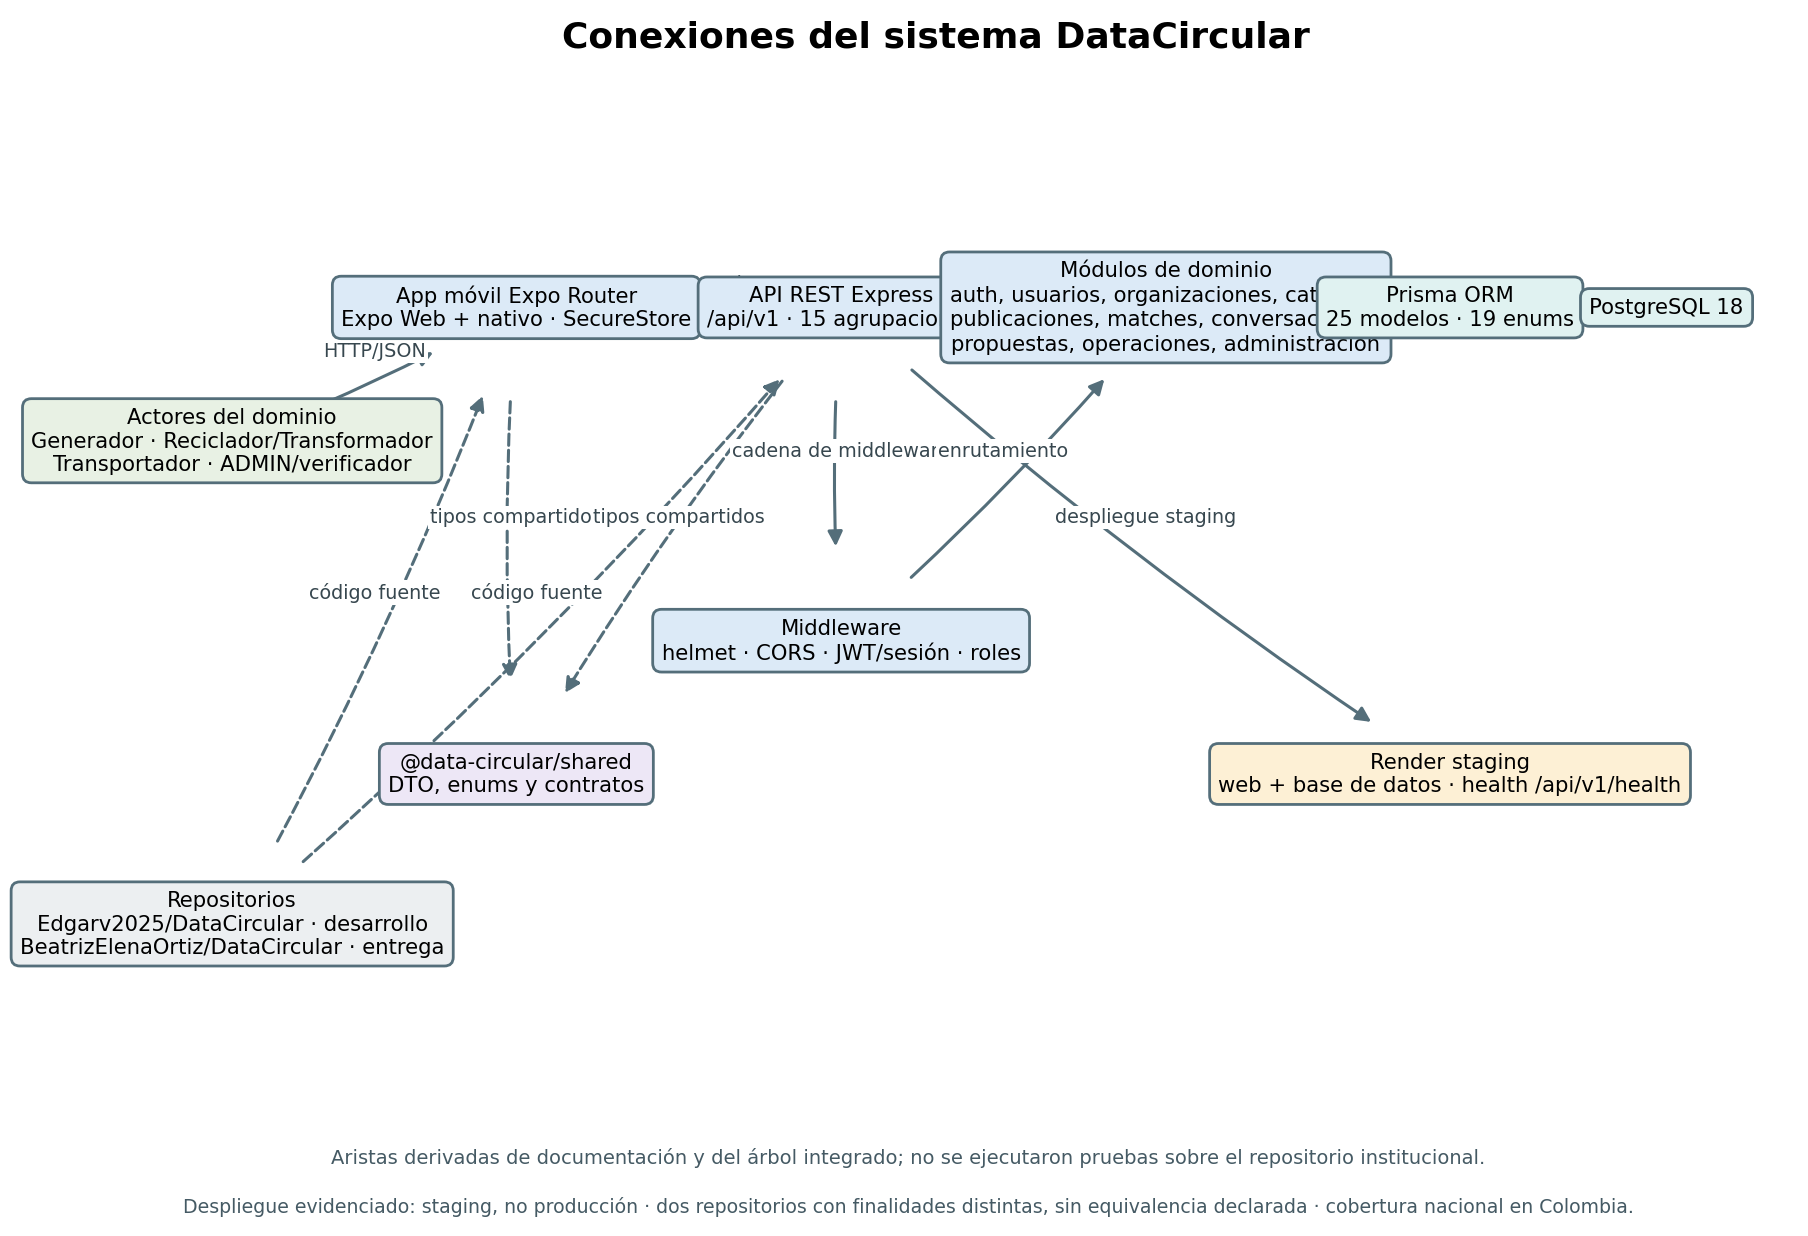 Conexiones del sistema DataCircular
App móvil Expo Router
Expo Web + nativo · SecureStore
API REST Express
/api/v1 · 15
Módulos de dominio
auth, usuarios, organizaciones,
publicaciones, matches,
propuestas, operaciones, administración
Prisma ORM
25 modelos · 19 enums
PostgreSQL 18
HTTP/JSON
Actores del dominio
Generador · Reciclador/Transformador
Transportador · ADMIN/verificador
cadena de middleware
enrutamiento
tipos compartidos
tipos compartidos
despliegue staging
código fuente
código fuente
Middleware
helmet · CORS · JWT/sesión · roles
@data-circular/shared
DTO, enums y contratos
Render staging
web + base de datos · health /api/v1/health
Repositorios
Edgarv2025/DataCircular · desarrollo
BeatrizElenaOrtiz/DataCircular · entrega
Aristas derivadas de documentación y del árbol integrado; no se ejecutaron pruebas sobre el repositorio institucional.
Despliegue evidenciado: staging, no producción · dos repositorios con finalidades distintas, sin equivalencia declarada · cobertura nacional en Colombia.